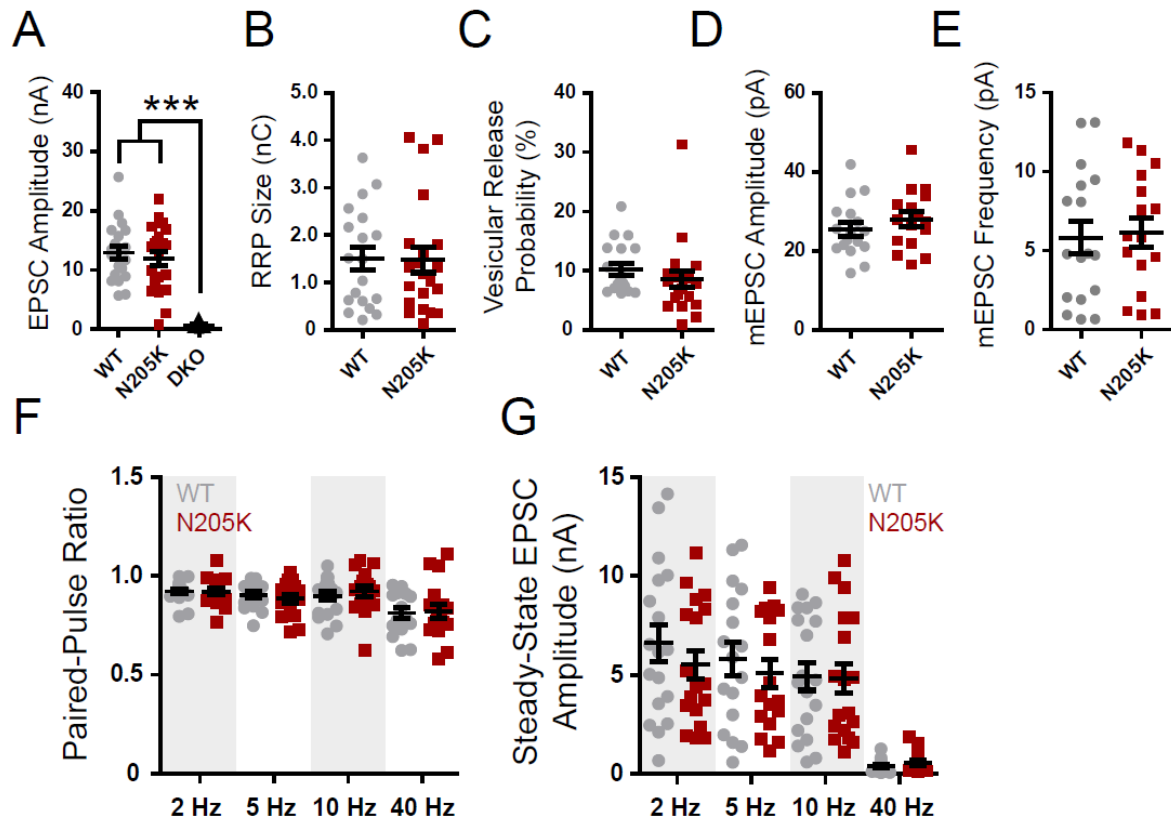 A
EPSC Amplitude (nA)
40
30
20
10
0
***
WT
N205K
DKO
B
RRP Size (nC)
5.0
4.0
3.0
2.0
1.0
0
WT
N205K
C
Vesicular Release
Probability (%)
40
30
20
10
0
WT
N205K
D
mEPSC Amplitude (pA)
60
40
20
0
WT
N205K
E
mEPSC Frequency (pA)
15
10
5
0
WT
N205K
F
Paired-Pulse Ratio
1.5
1.0
0.5
0
WT
N205K
2 Hz
5 Hz
10 Hz
40 Hz
G
Steady-State EPSC
Amplitude (nA)
15
10
5
0
WT
N205K
2 Hz
5 Hz
10 Hz
40 Hz